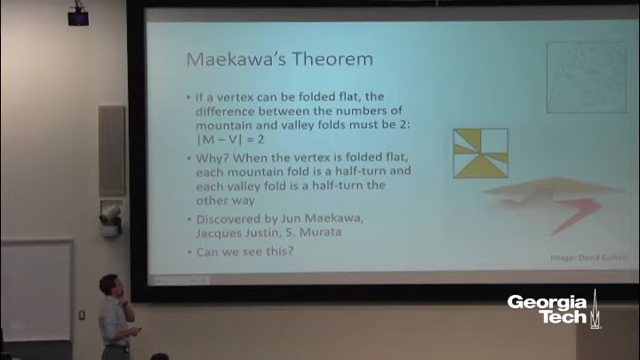 Maekawa's Theorem
• If a vertex can be folded flat, the
difference between the numbers of
mountain and valley folds must be 2:
|M – V| = 2
• Why? When the vertex is folded flat,
each mountain fold is a half-turn and
each valley fold is a half-turn the
other way
• Discovered by Jun Maekawa,
Jacques Justin, S. Murata
• Can we see this?
Image: David Eppstein
Georgia
Tech